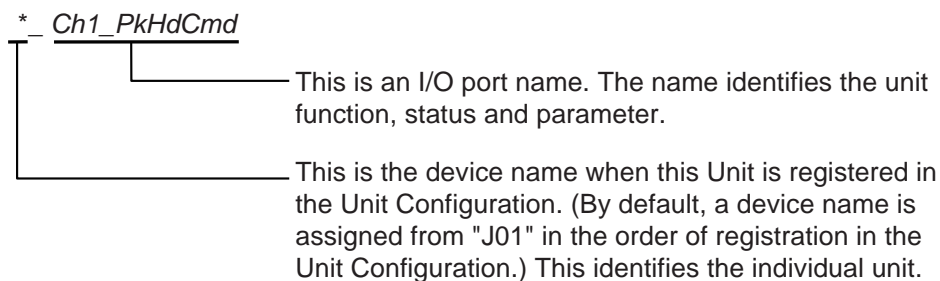 *_ Ch1_PkHdCmd
This is an I/O port name. The name identifies the unit
function, status and parameter.
This is the device name when this Unit is registered in
the Unit Configuration. (By default, a device name is
assigned from "J01" in the order of registration in the
Unit Configuration.) This identifies the individual unit.